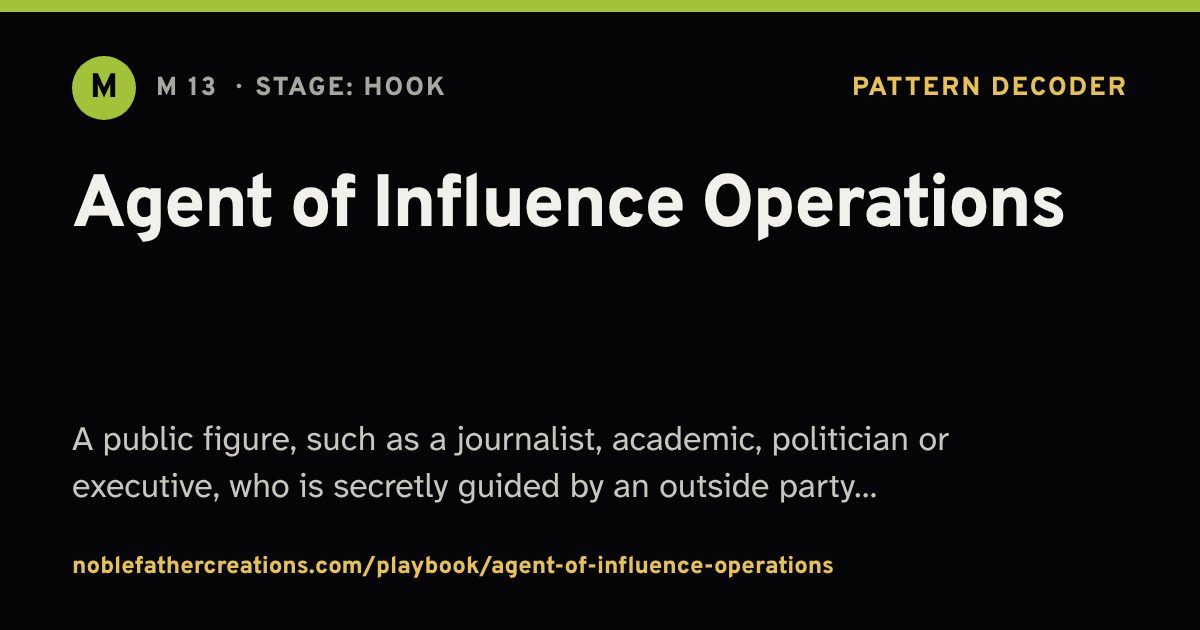 M
M 13 · STAGE: HOOK
PATTERN DECODER
Agent of Influence Operations
A public figure, such as a journalist, academic, politician or
executive, who is secretly guided by an outside party...
noblefathercreations.com/playbook/agent-of-influence-operations